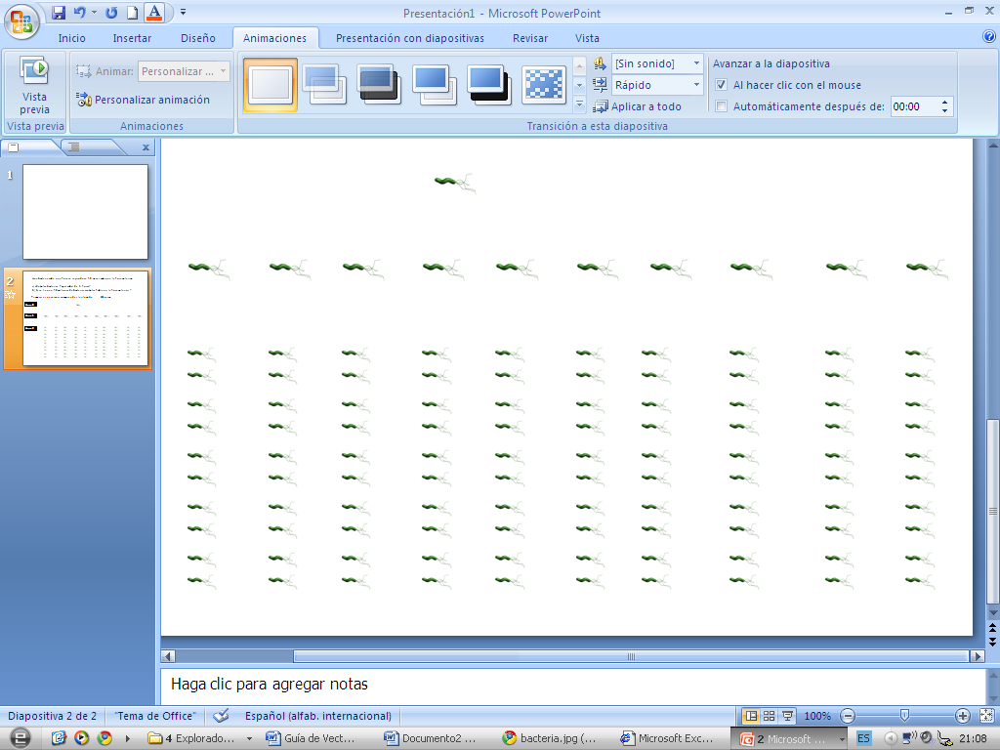 Presentación1 - Microsoft PowerPoint
Inicio
Insertar
Diseño
Animaciones
Presentación con diapositivas
Revisar
Vista
Vista previa
Animar:
Personalizar ...
Personalizar animación
[Sin sonido]
Rápido
Aplicar a todo
Avanzar a la diapositiva
Al hacer clic con el mouse
Automáticamente después de:
00:00
Vista previa
Animaciones
Transición a esta diapositiva
1
2
Haga clic para agregar notas
Diapositiva 2 de 2
"Tema de Office"
Español (alfab. internacional)
100%
4 Explorado...
Guía de Vect...
Documento2 ...
bacteria.jpg (...
Microsoft Exc...
2 Microsoft ...
ES
21:08